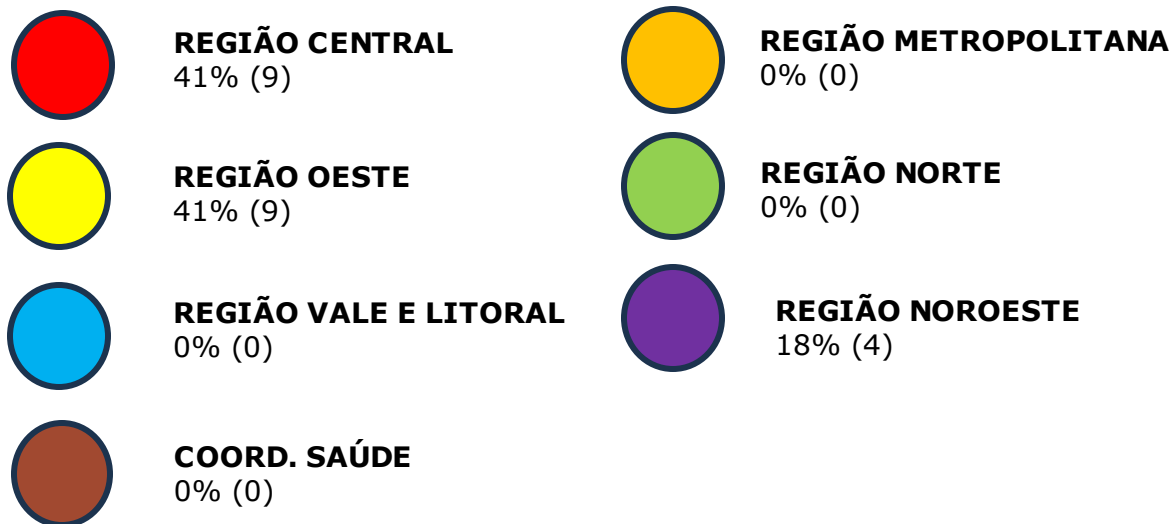 REGIÃO CENTRAL
41% (9)
REGIÃO METROPOLITANA
0% (0)
REGIÃO OESTE
41% (9)
REGIÃO NORTE
0% (0)
REGIÃO VALE E LITORAL
0% (0)
REGIÃO NOROESTE
18% (4)
COORD. SAÚDE
0% (0)